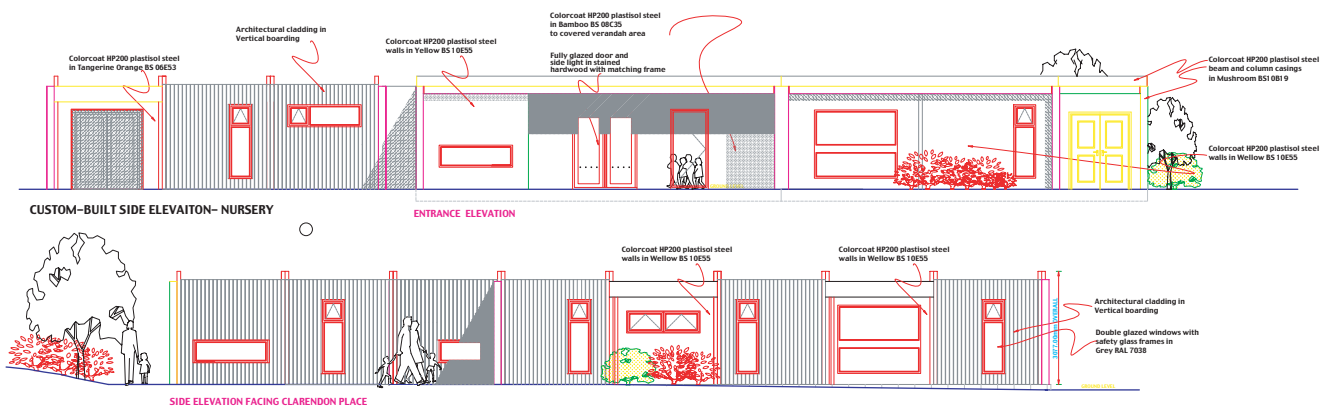 Colorcoat HP200 plastisol steel
in Bamboo BS 08C35
to covered verandah area
Architectural cladding in
Vertical boarding
Colorcoat HP200 plastisol steel
walls in Yellow BS 10E55
Colorcoat HP200 plastisol steel
in Tangerine Orange BS 06E53
Fully glazed door and
side light in stained
hardwood with matching frame
Colorcoat HP200 plastisol steel
beam and column casings
in Mushroom BS10B19
Colorcoat HP200 plastisol steel
walls in Wellow BS 10E55
CUSTOM-BUILT SIDE ELEVAITON- NURSERY
ENTRANCE ELEVATION
Colorcoat HP200 plastisol steel
walls in Wellow BS 10E55
Colorcoat HP200 plastisol steel
walls in Wellow BS 10E55
Architectural cladding in
Vertical boarding
Double glazed windows with
safety glass frames in
Grey RAL 7038
SIDE ELEVATION FACING CLARENDON PLACE
GROUND LEVEL